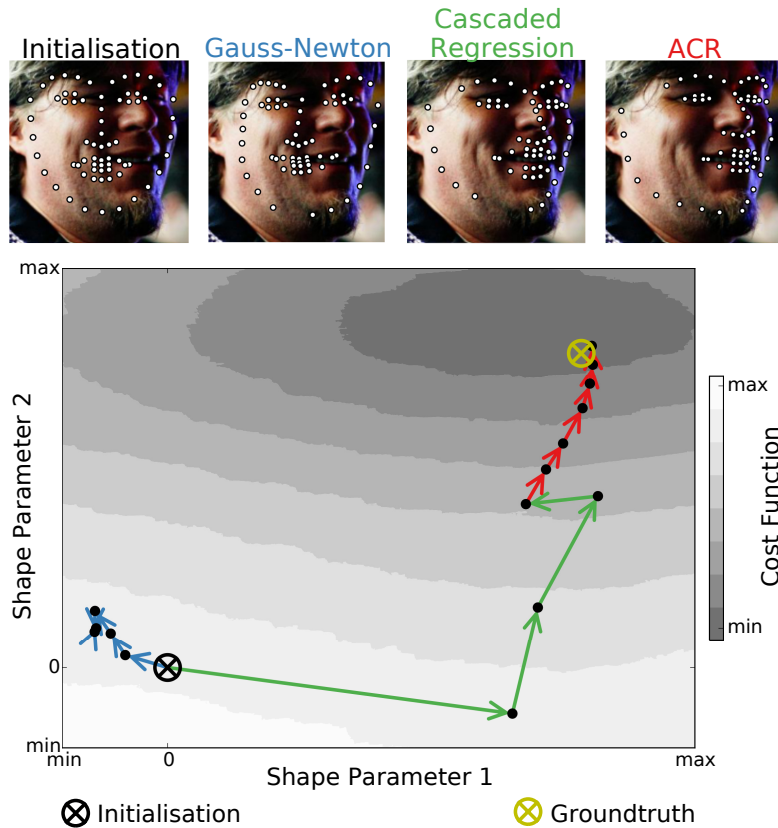 Initialisation
Gauss-Newton
Cascaded
Regression
ACR
max
Shape Parameter 2
0
min
min
0
Shape Parameter 1
max
max
Cost Function
min
Initialisation
Groundtruth